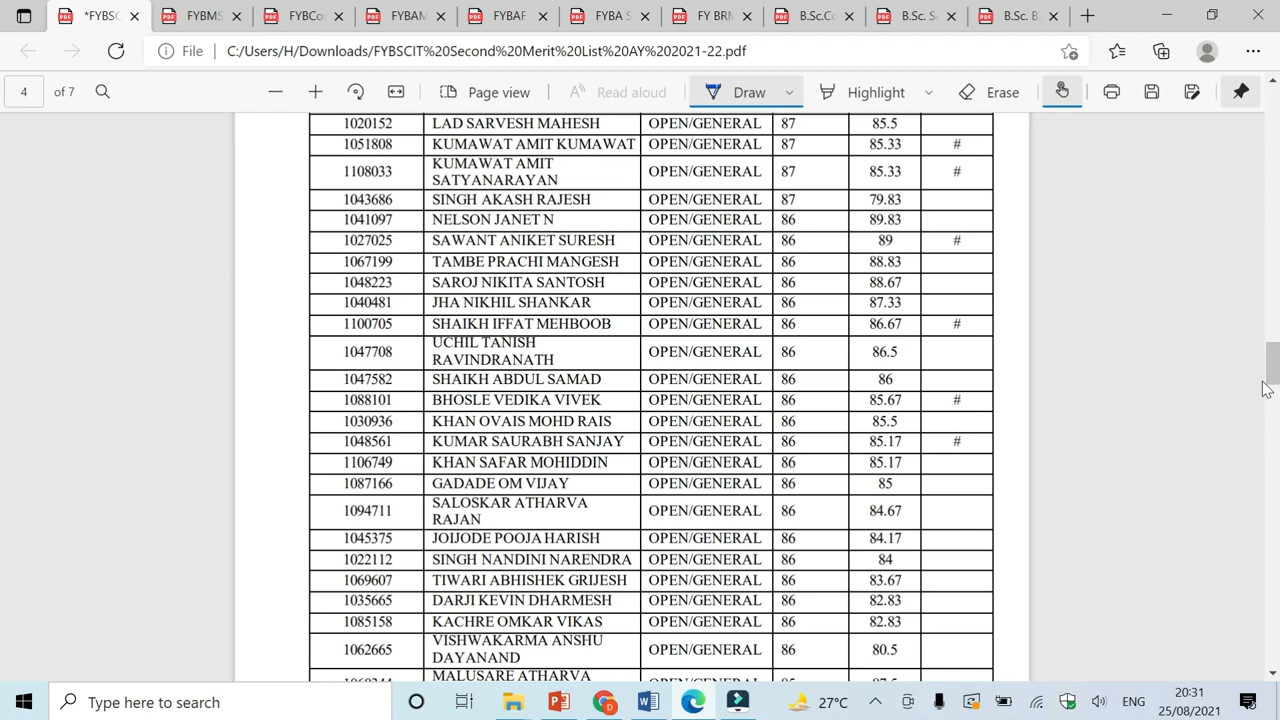 *FYBSC
FYBMS
FYBCo
FYBAM
FYBAF
FYBA S
FY BRM
B.Sc.Co
B.Sc. S
B.Sc. B
File C:/Users/H/Downloads/FYBSCIT%20Second%20Merit%20List%20AY%202021-22.pdf
4 of 7 Page view Read aloud Draw Highlight Erase
1020152 LAD SARVESH MAHESH OPEN/GENERAL 87 85.5
1051808 KUMAWAT AMIT KUMAWAT OPEN/GENERAL 87 85.33 #
1108033 KUMAWAT AMIT SATYANARAYAN OPEN/GENERAL 87 85.33 #
1043686 SINGH AKASH RAJESH OPEN/GENERAL 87 79.83
1041097 NELSON JANET N OPEN/GENERAL 86 89.83
1027025 SAWANT ANIKET SURESH OPEN/GENERAL 86 89 #
1067199 TAMBE PRACHI MANGESH OPEN/GENERAL 86 88.83
1048223 SAROJ NIKITA SANTOSH OPEN/GENERAL 86 88.67
1040481 JHA NIKHIL SHANKAR OPEN/GENERAL 86 87.33
1100705 SHAIKH IFFAT MEHBOOB OPEN/GENERAL 86 86.67 #
1047708 UCHIL TANISH RAVINDRANATH OPEN/GENERAL 86 86.5
1047582 SHAIKH ABDUL SAMAD OPEN/GENERAL 86 86
1088101 BHOSLE VEDIKA VIVEK OPEN/GENERAL 86 85.67 #
1030936 KHAN OVAIS MOHD RAIS OPEN/GENERAL 86 85.5
1048561 KUMAR SAURABH SANJAY OPEN/GENERAL 86 85.17 #
1106749 KHAN SAFAR MOHIDDIN OPEN/GENERAL 86 85.17
1087166 GADADE OM VIJAY OPEN/GENERAL 86 85
1094711 SALOSKAR ATHARVA RAJAN OPEN/GENERAL 86 84.67
1045375 JOIJODE POOJA HARISH OPEN/GENERAL 86 84.17
1022112 SINGH NANDINI NARENDRA OPEN/GENERAL 86 84
1069607 TIWARI ABHISHEK GRIJESH OPEN/GENERAL 86 83.67
1035665 DARJI KEVIN DHARMESH OPEN/GENERAL 86 82.83
1085158 KACHRE OMKAR VIKAS OPEN/GENERAL 86 82.83
1062665 VISHWAKARMA ANSHU DAYANAND OPEN/GENERAL 86 80.5
MALUSARE ATHARVA
Type here to search 27°C ENG 20:31
25/08/2021